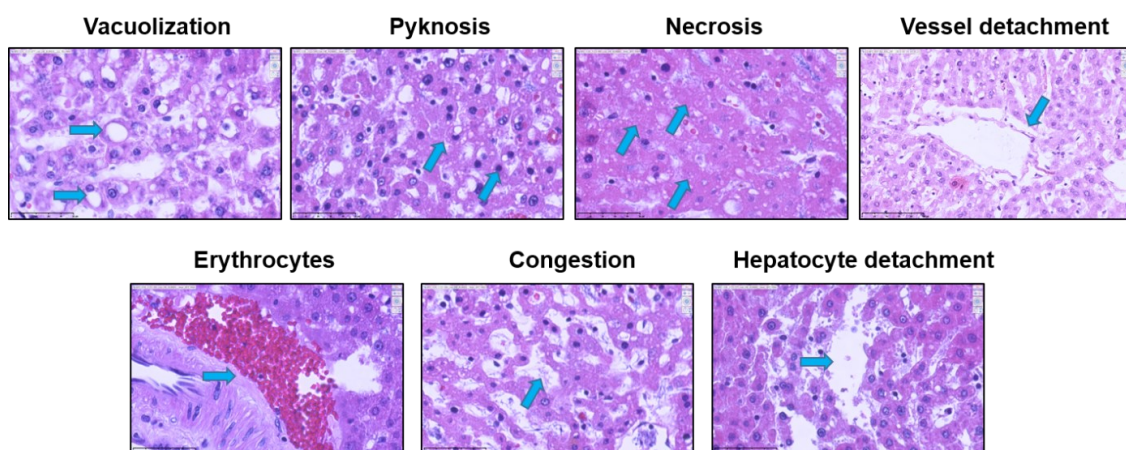 Vacuolization
Pyknosis
Necrosis
Vessel detachment
Erythrocytes
Congestion
Hepatocyte detachment